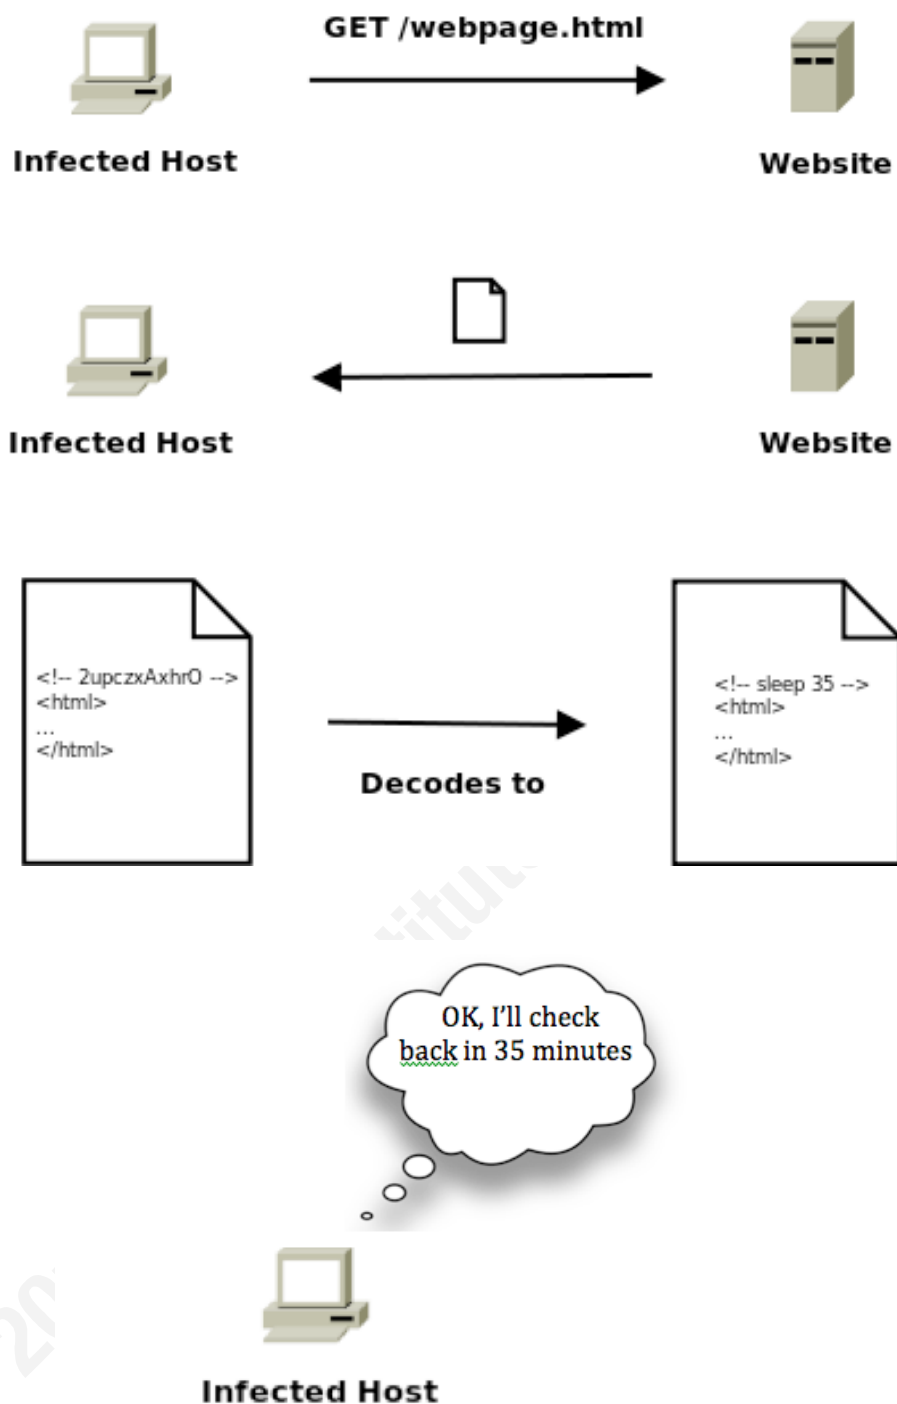 GET /webpage.html
Infected Host
Website
Infected Host
Website
<!-- 2upczxAxhrO -->
<html>
...
</html>
Decodes to
<!-- sleep 35 -->
<html>
...
</html>
OK, I'll check
back in 35 minutes
Infected Host